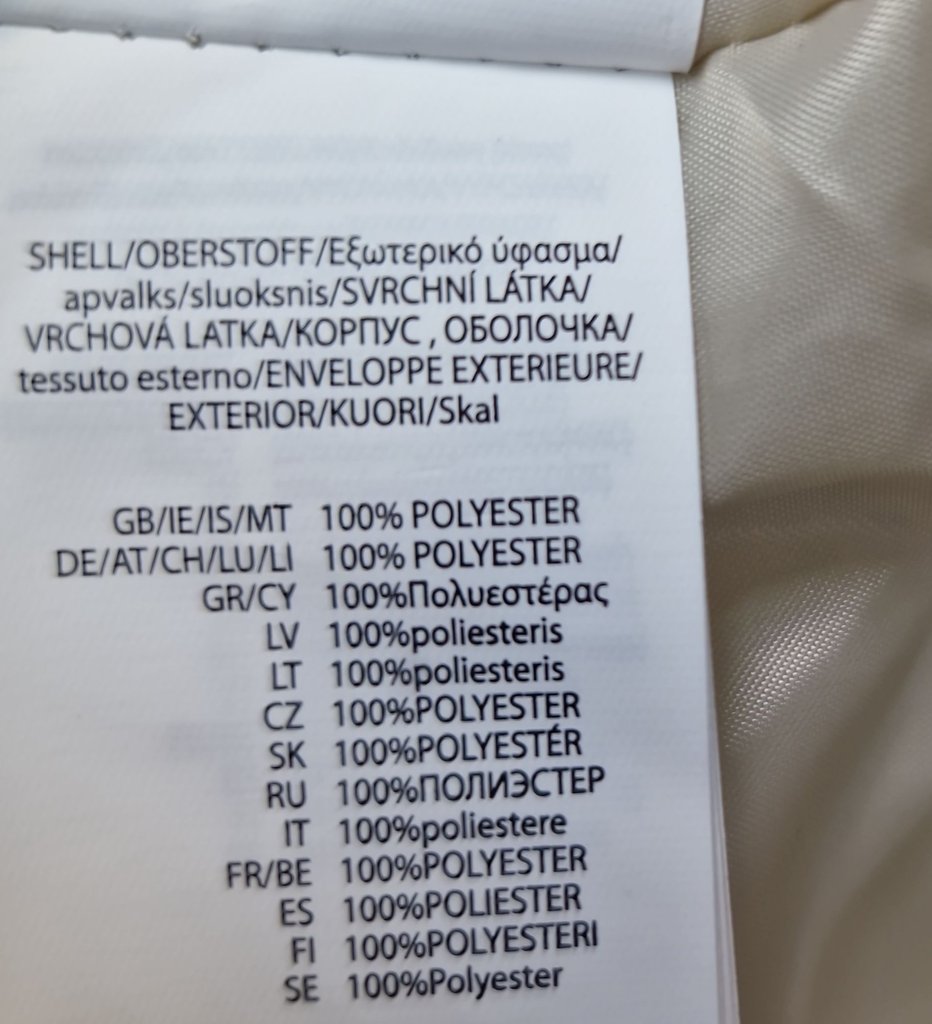 SHELL/OBERSTOFF/Εξωτερικό ύφασμα/
apvalks/sluoksnis/SVRCHNÍ LÁTKA/
VRCHOVÁ LATKA/КОРПУС , ОБОЛОЧКА/
tessuto esterno/ENVELOPPE EXTERIEURE/
EXTERIOR/KUORI/Skal
GB/IE/IS/MT 100% POLYESTER
DE/AT/CH/LU/LI 100% POLYESTER
GR/CY 100%Πολυεστέρας
LV 100%poliesteris
LT 100%poliesteris
CZ 100%POLYESTER
SK 100%POLYESTÉR
RU 100%ПОЛИЭСТЕР
IT 100%poliestere
FR/BE 100%POLYESTER
ES 100%POLIESTER
FI 100%POLYESTERI
SE 100%Polyester